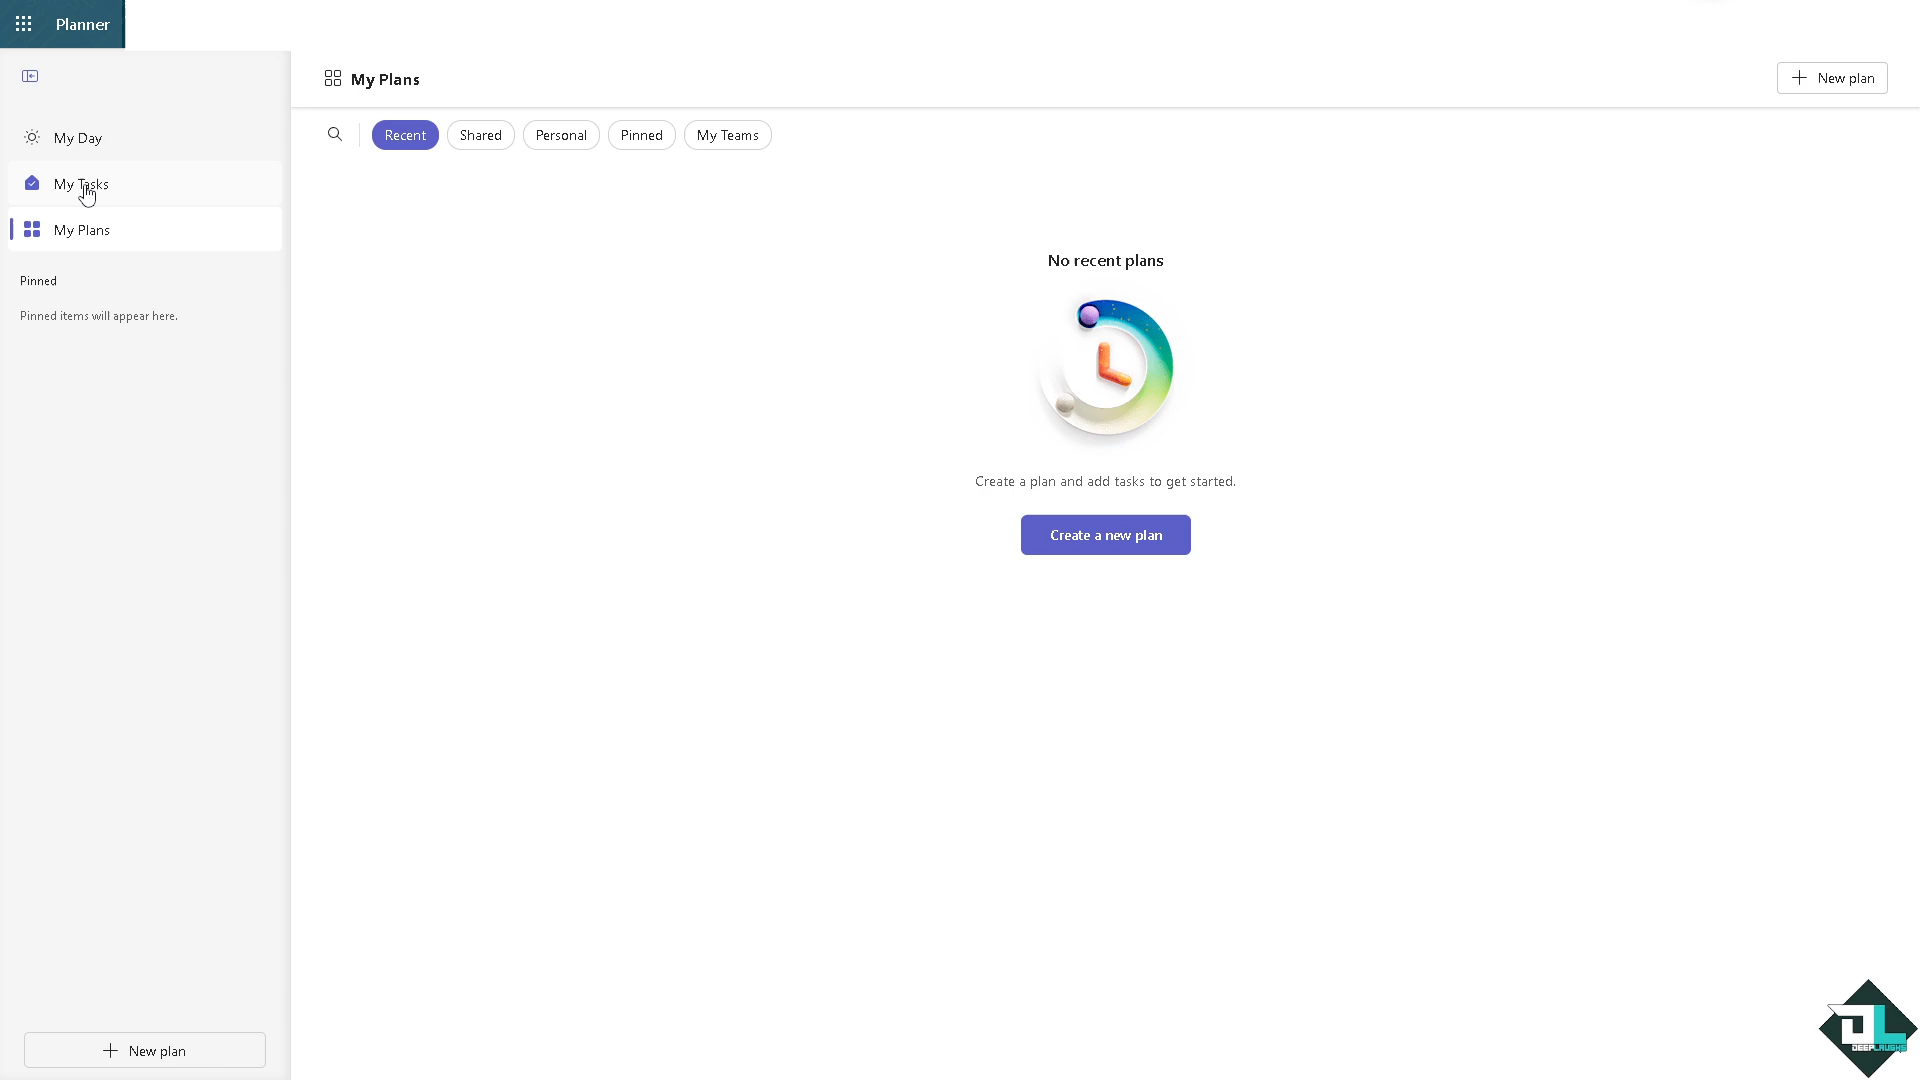 Planner
My Plans
New plan
My Day
My Tasks
My Plans
Recent
Shared
Personal
Pinned
My Teams
Pinned
Pinned items will appear here.
No recent plans
Create a plan and add tasks to get started.
Create a new plan
New plan
DEEPLAUGHS